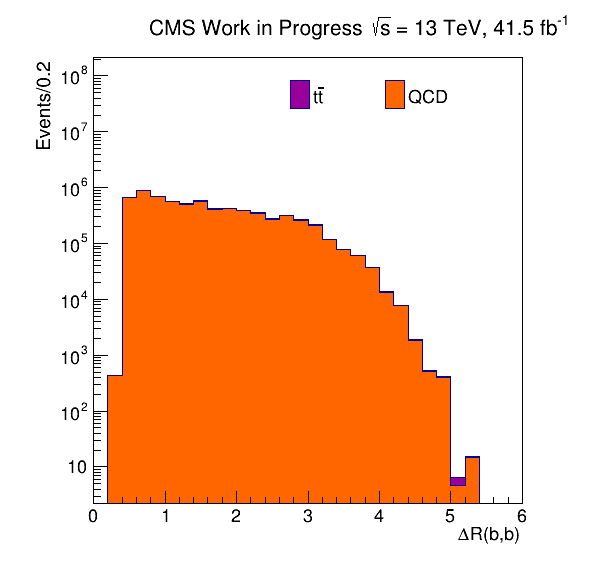 CMS Work in Progress √s = 13 TeV, 41.5 fb⁻¹
Events/0.2
tt̄
QCD
10⁸
10⁷
10⁶
10⁵
10⁴
10³
10²
10
0 1 2 3 4 5 6
ΔR(b,b)